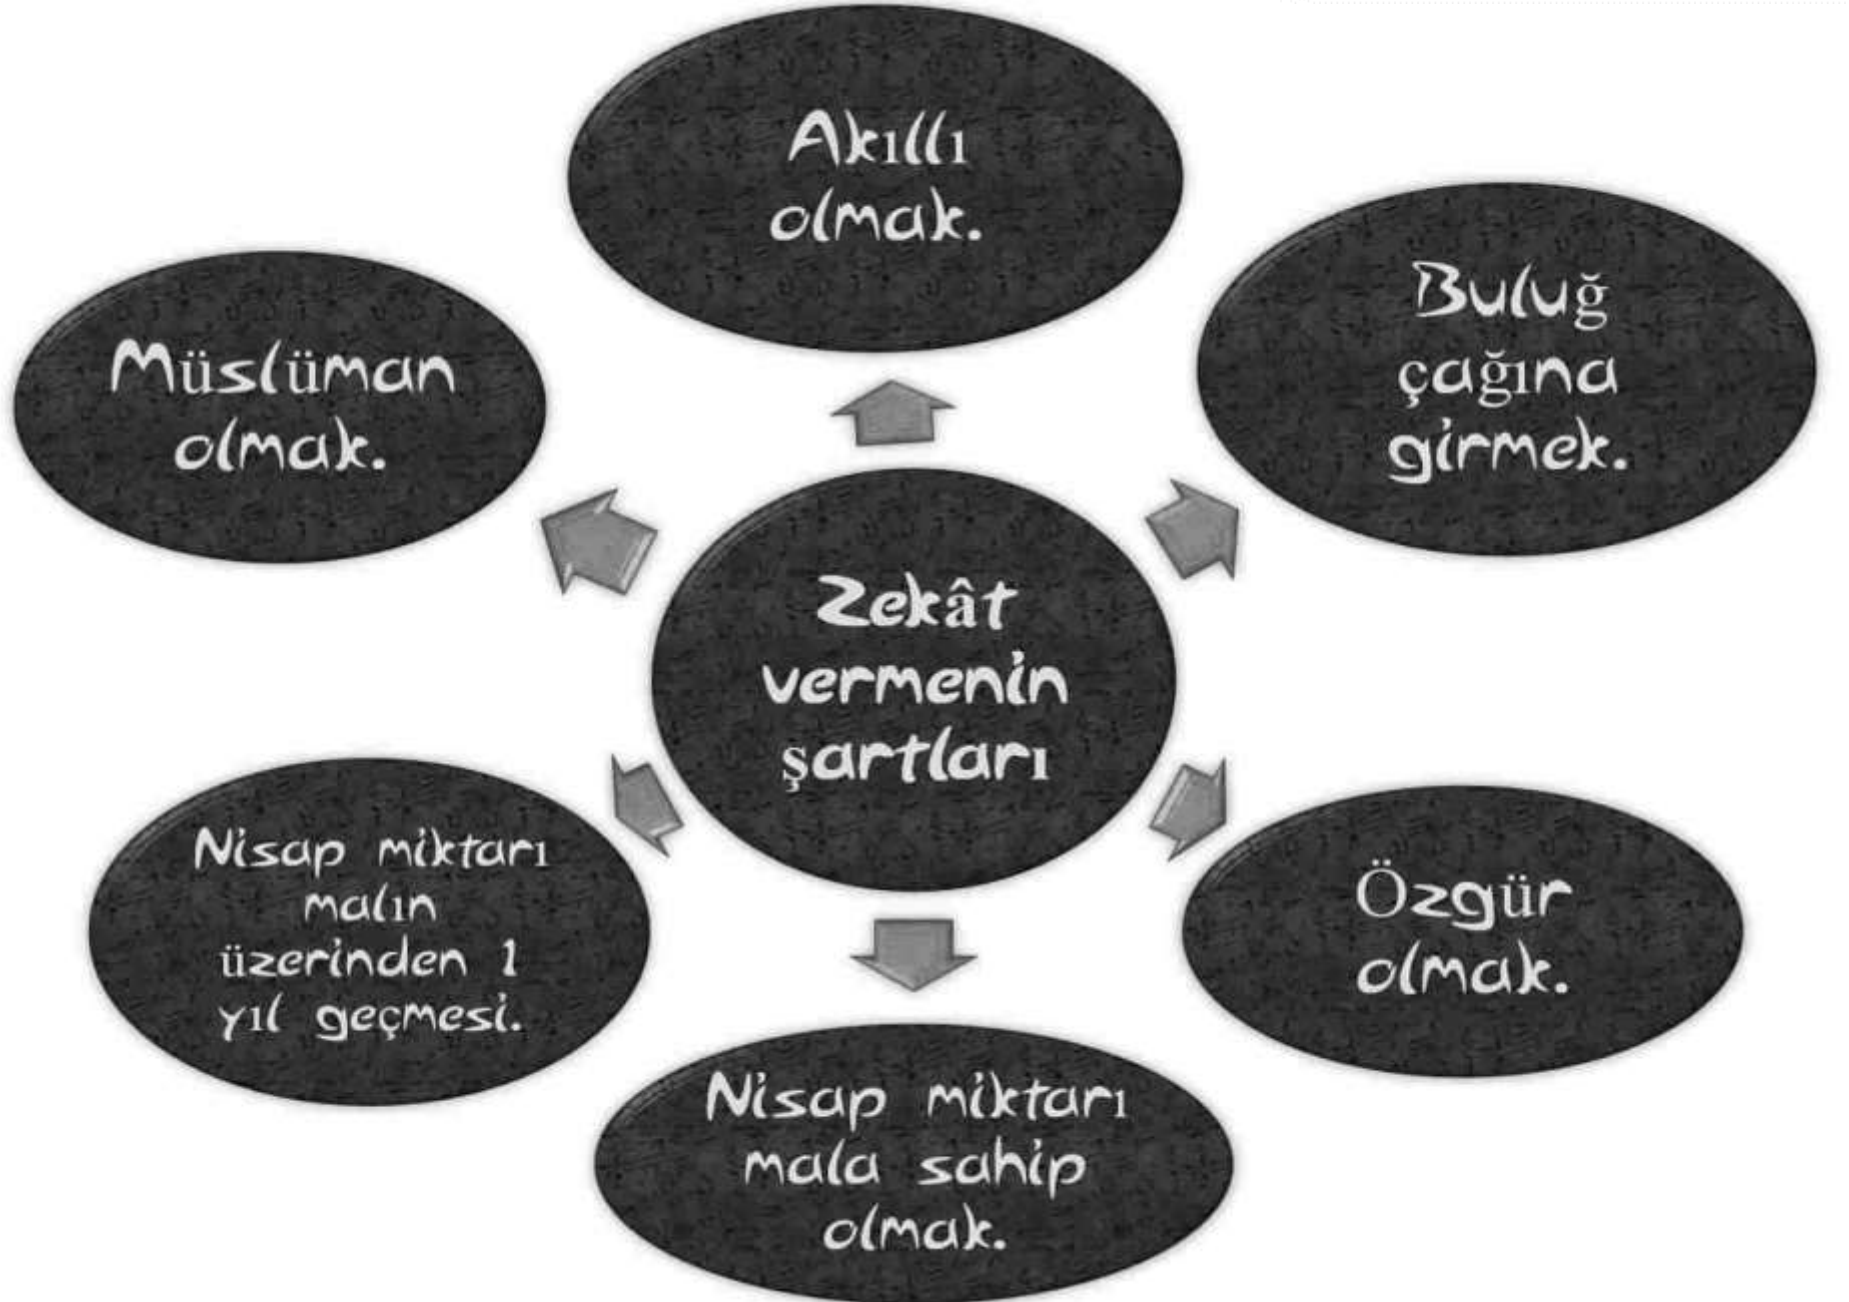 Akıllı
olmak.
Buluğ
çağına
girmek.
Müslüman
olmak.
Zekât
vermenin
şartları
Nisap miktarı
malın
üzerinden 1
yıl geçmesi.
Özgür
olmak.
Nisap miktarı
mala sahip
olmak.